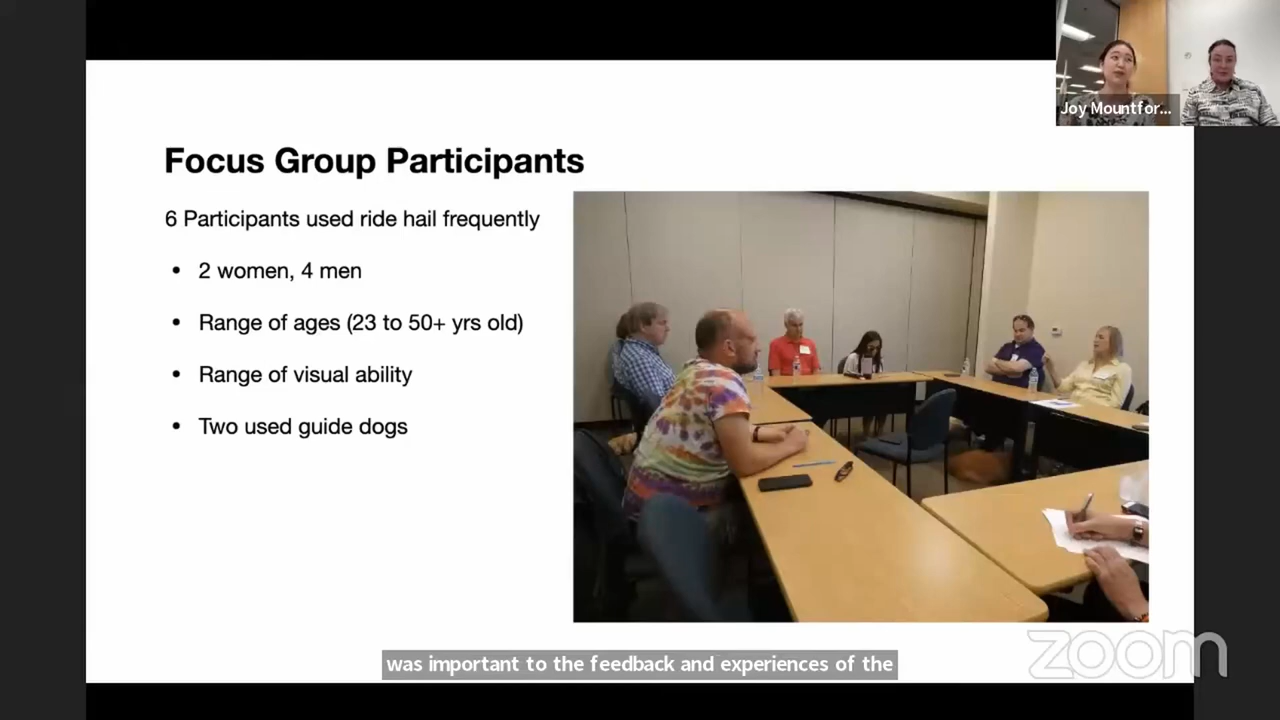 Joy Mountfor...
Focus Group Participants
6 Participants used ride hail frequently
• 2 women, 4 men
• Range of ages (23 to 50+ yrs old)
• Range of visual ability
• Two used guide dogs
was important to the feedback and experiences of the
zoom